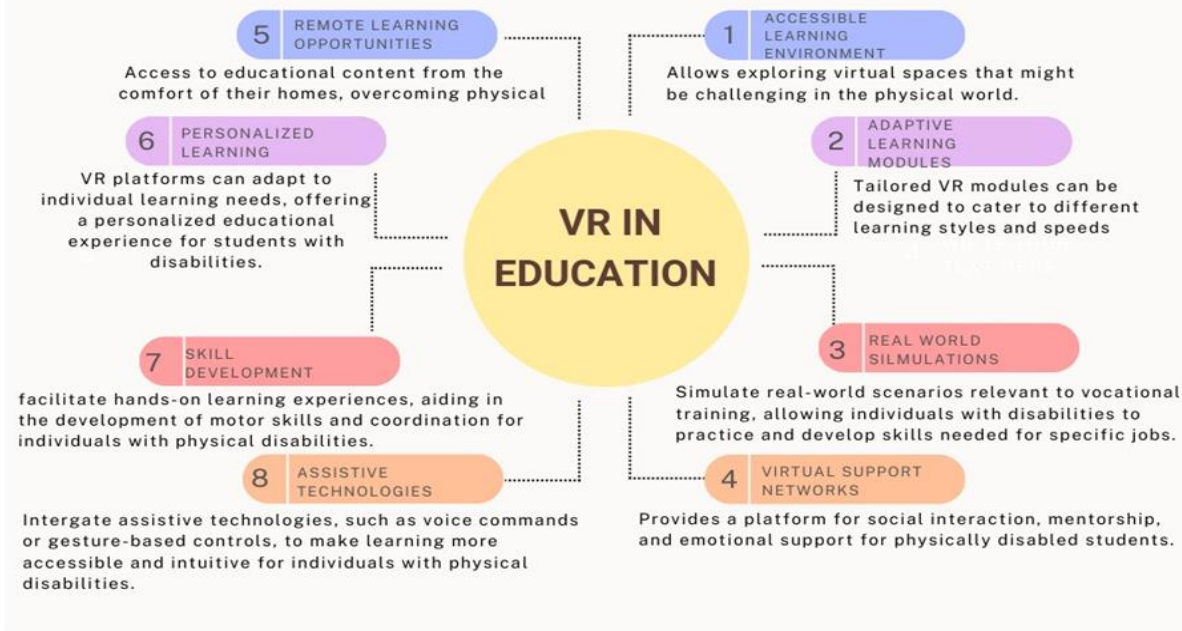 VR IN
EDUCATION
1
ACCESSIBLE
LEARNING
ENVIRONMENT
Allows exploring virtual spaces that might
be challenging in the physical world.
2
ADAPTIVE
LEARNING
MODULES
Tailored VR modules can be
designed to cater to different
learning styles and speeds
3
REAL WORLD
SILMULATIONS
Simulate real-world scenarios relevant to vocational
training, allowing individuals with disabilities to
practice and develop skills needed for specific jobs.
4
VIRTUAL SUPPORT
NETWORKS
Provides a platform for social interaction, mentorship,
and emotional support for physically disabled students.
5
REMOTE LEARNING
OPPORTUNITIES
Access to educational content from the
comfort of their homes, overcoming physical
6
PERSONALIZED
LEARNING
VR platforms can adapt to
individual learning needs, offering
a personalized educational
experience for students with
disabilities.
7
SKILL
DEVELOPMENT
facilitate hands-on learning experiences, aiding in
the development of motor skills and coordination for
individuals with physical disabilities.
8
ASSISTIVE
TECHNOLOGIES
Intergate assistive technologies, such as voice commands
or gesture-based controls, to make learning more
accessible and intuitive for individuals with physical
disabilities.